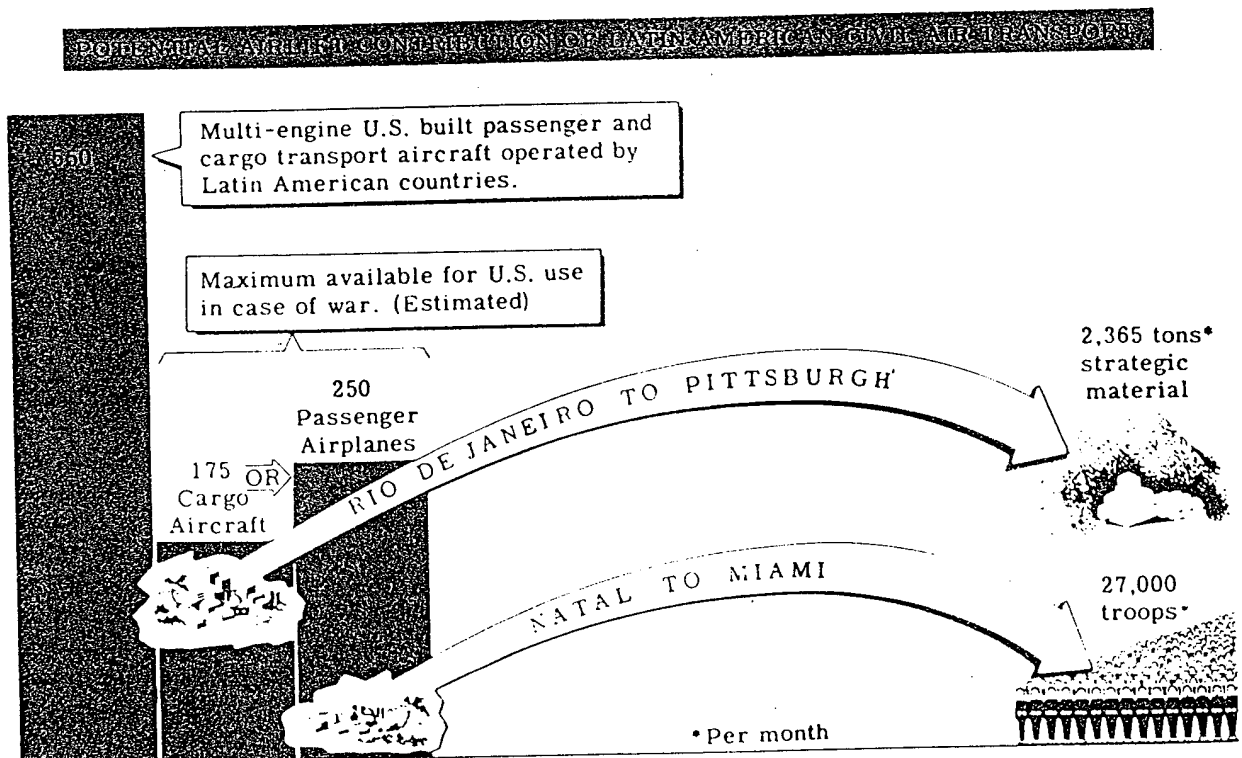 POTENTIAL AIRLIFT CONTRIBUTION OF LATIN AMERICAN CIVIL AIR TRANSPORT
550
Multi-engine U.S. built passenger and
cargo transport aircraft operated by
Latin American countries.
Maximum available for U.S. use
in case of war. (Estimated)
250
Passenger
Airplanes
175
Cargo
Aircraft
OR
RIO DE JANEIRO TO PITTSBURGH
2,365 tons*
strategic
material
NATAL TO MIAMI
27,000
troops*
*Per month